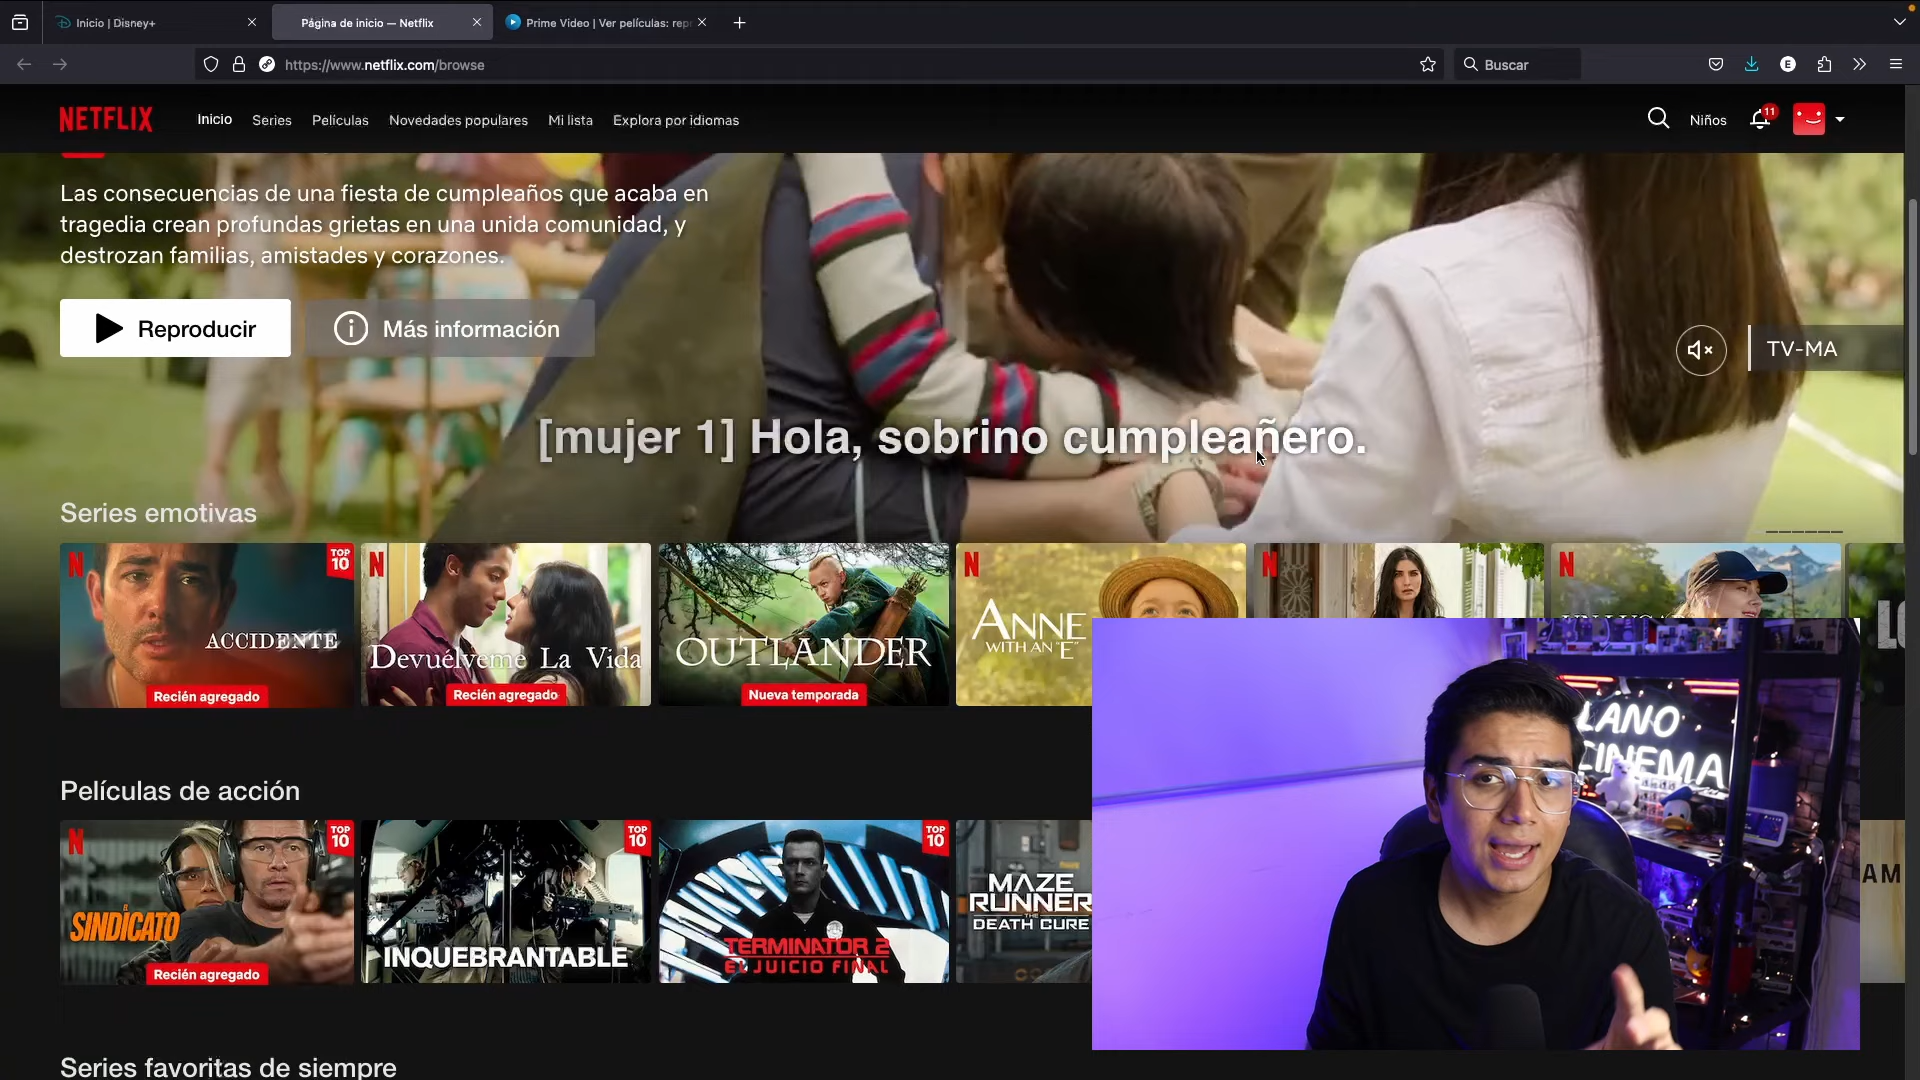 Inicio | Disney+
Página de inicio — Netflix
Prime Video | Ver películas: rep
https://www.netflix.com/browse
Buscar
E
NETFLIX
Inicio
Series
Películas
Novedades populares
Mi lista
Explora por idiomas
Niños
11
Las consecuencias de una fiesta de cumpleaños que acaba en
tragedia crean profundas grietas en una unida comunidad, y
destrozan familias, amistades y corazones.
Reproducir
Más información
TV-MA
[mujer 1] Hola, sobrino cumpleañero.
Series emotivas
N
TOP
10
ACCIDENTE
Recién agregado
N
Devuélveme La Vida
Recién agregado
OUTLANDER
Nueva temporada
N
ANNE
WITH AN "E"
N
N
Películas de acción
N
TOP
10
EL
SINDICATO
Recién agregado
TOP
10
INQUEBRANTABLE
TOP
10
TERMINATOR 2
EL JUICIO FINAL
MAZE
RUNNER
THE
DEATH CURE
AM
LANO
CINEMA
Series favoritas de siempre